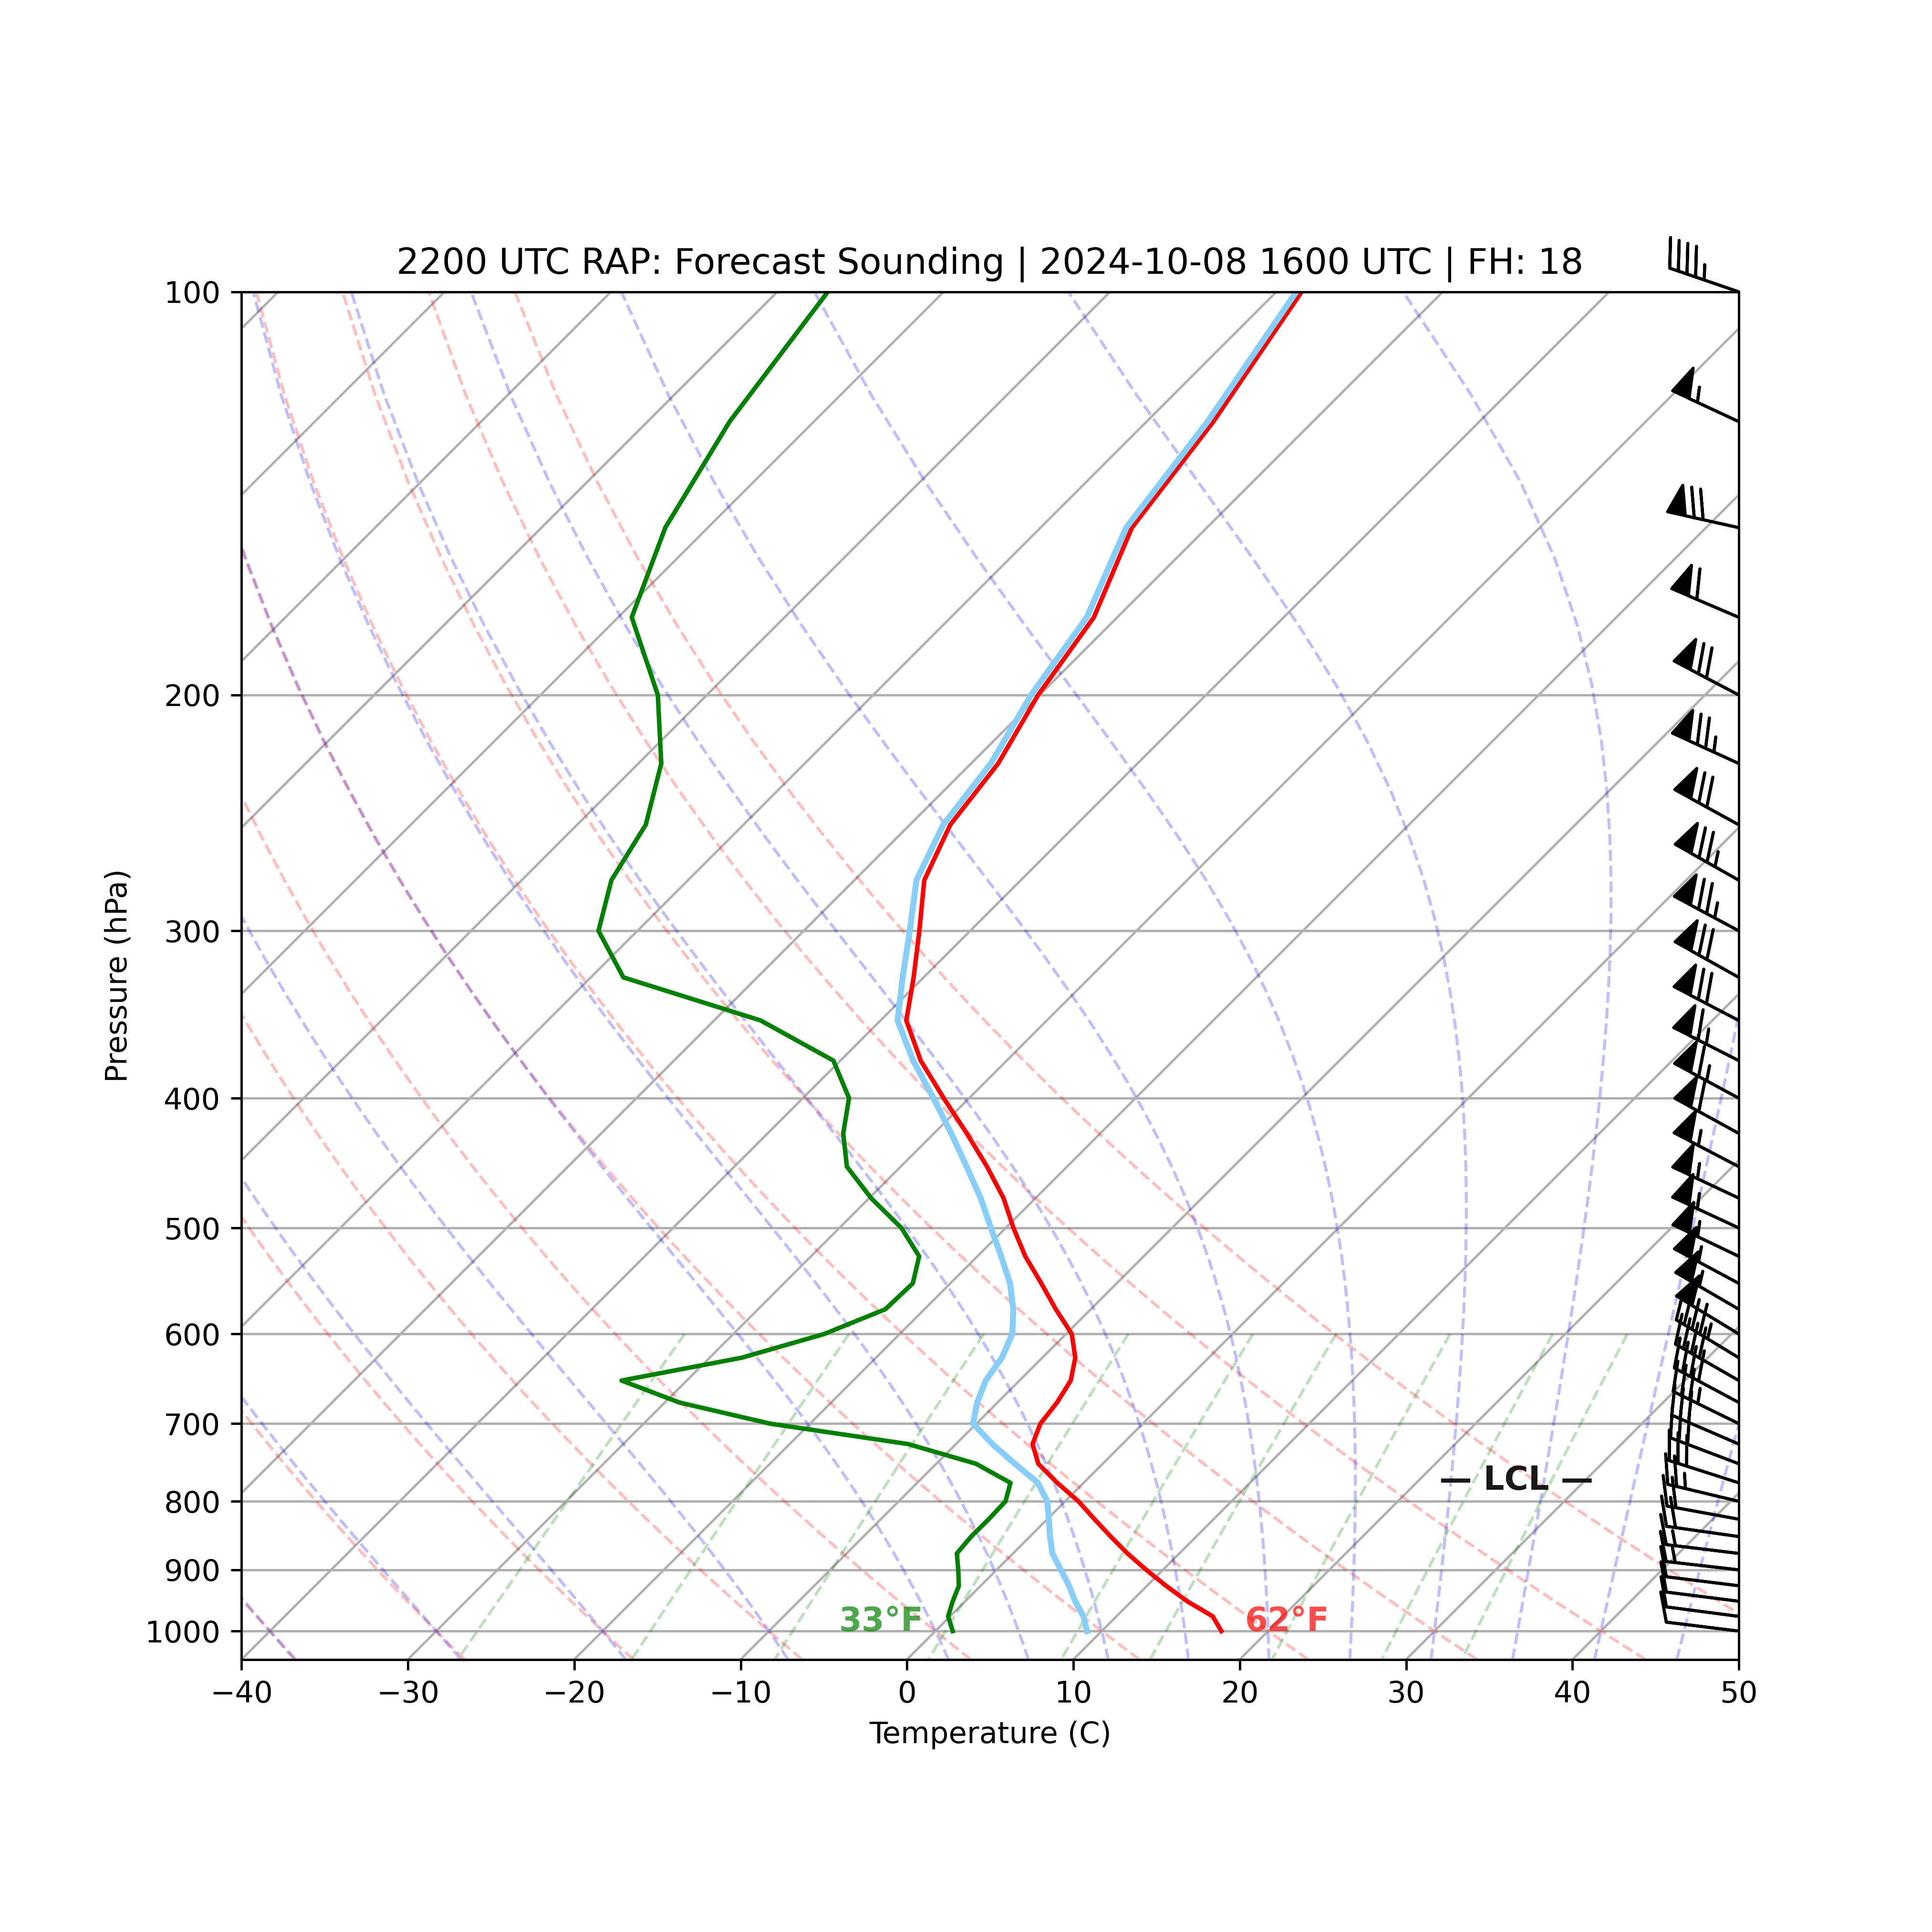 2200 UTC RAP: Forecast Sounding | 2024-10-08 1600 UTC | FH: 18
100
200
300
400
500
600
700
800
900
1000
Pressure (hPa)
— LCL —
33°F
62°F
−40 −30 −20 −10 0 10 20 30 40 50
Temperature (C)